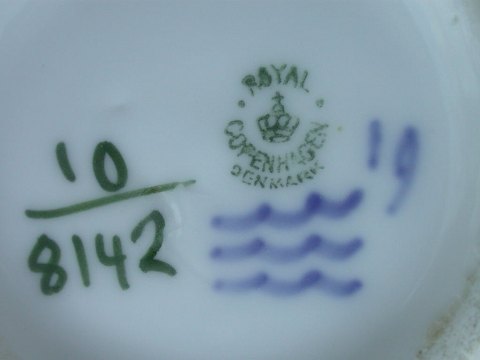 ROYAL
COPENHAGEN
DENMARK
10
8142
19